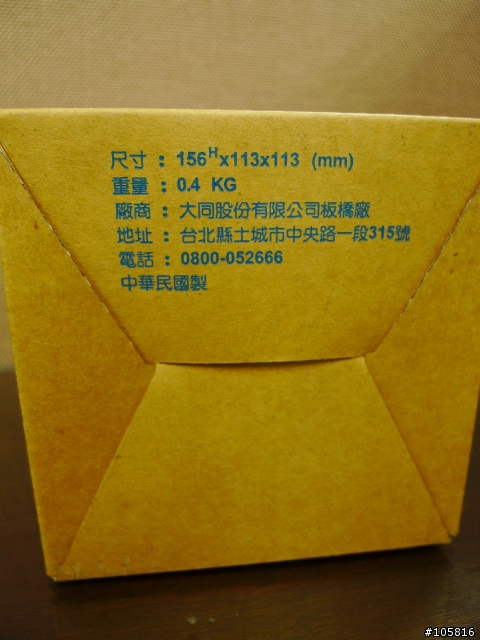 尺寸：156ᴴx113x113 (mm)
重量：0.4 KG
廠商：大同股份有限公司板橋廠
地址：台北縣土城市中央路一段315號
電話：0800-052666
中華民國製
#105816